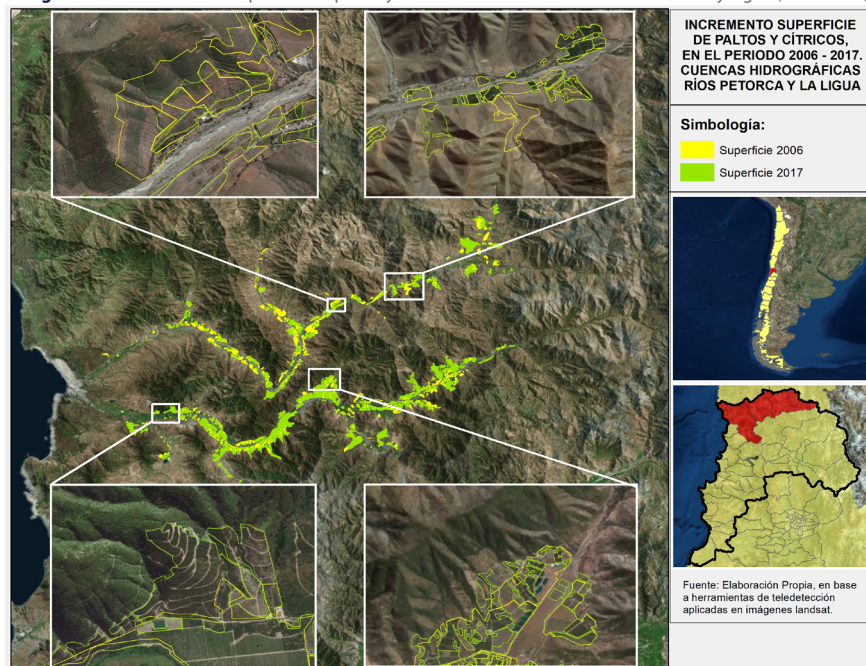 INCREMENTO SUPERFICIE
DE PALTOS Y CÍTRICOS,
EN EL PERIODO 2006 - 2017.
CUENCAS HIDROGRÁFICAS
RÍOS PETORCA Y LA LIGUA
Simbología:
Superficie 2006
Superficie 2017
Fuente: Elaboración Propia, en base
a herramientas de teledetección
aplicadas en imágenes landsat.